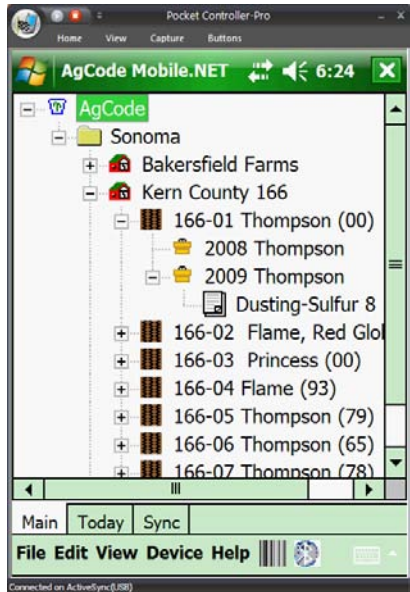 Pocket Controller-Pro
Home View Capture Buttons
AgCode Mobile.NET 6:24
AgCode
Sonoma
Bakersfield Farms
Kern County 166
166-01 Thompson (00)
2008 Thompson
2009 Thompson
Dusting-Sulfur 8
166-02 Flame, Red Glo
166-03 Princess (00)
166-04 Flame (93)
166-05 Thompson (79)
166-06 Thompson (65)
166-07 Thompson (78)
Main Today Sync
File Edit View Device Help
Connected on ActiveSync(USB)